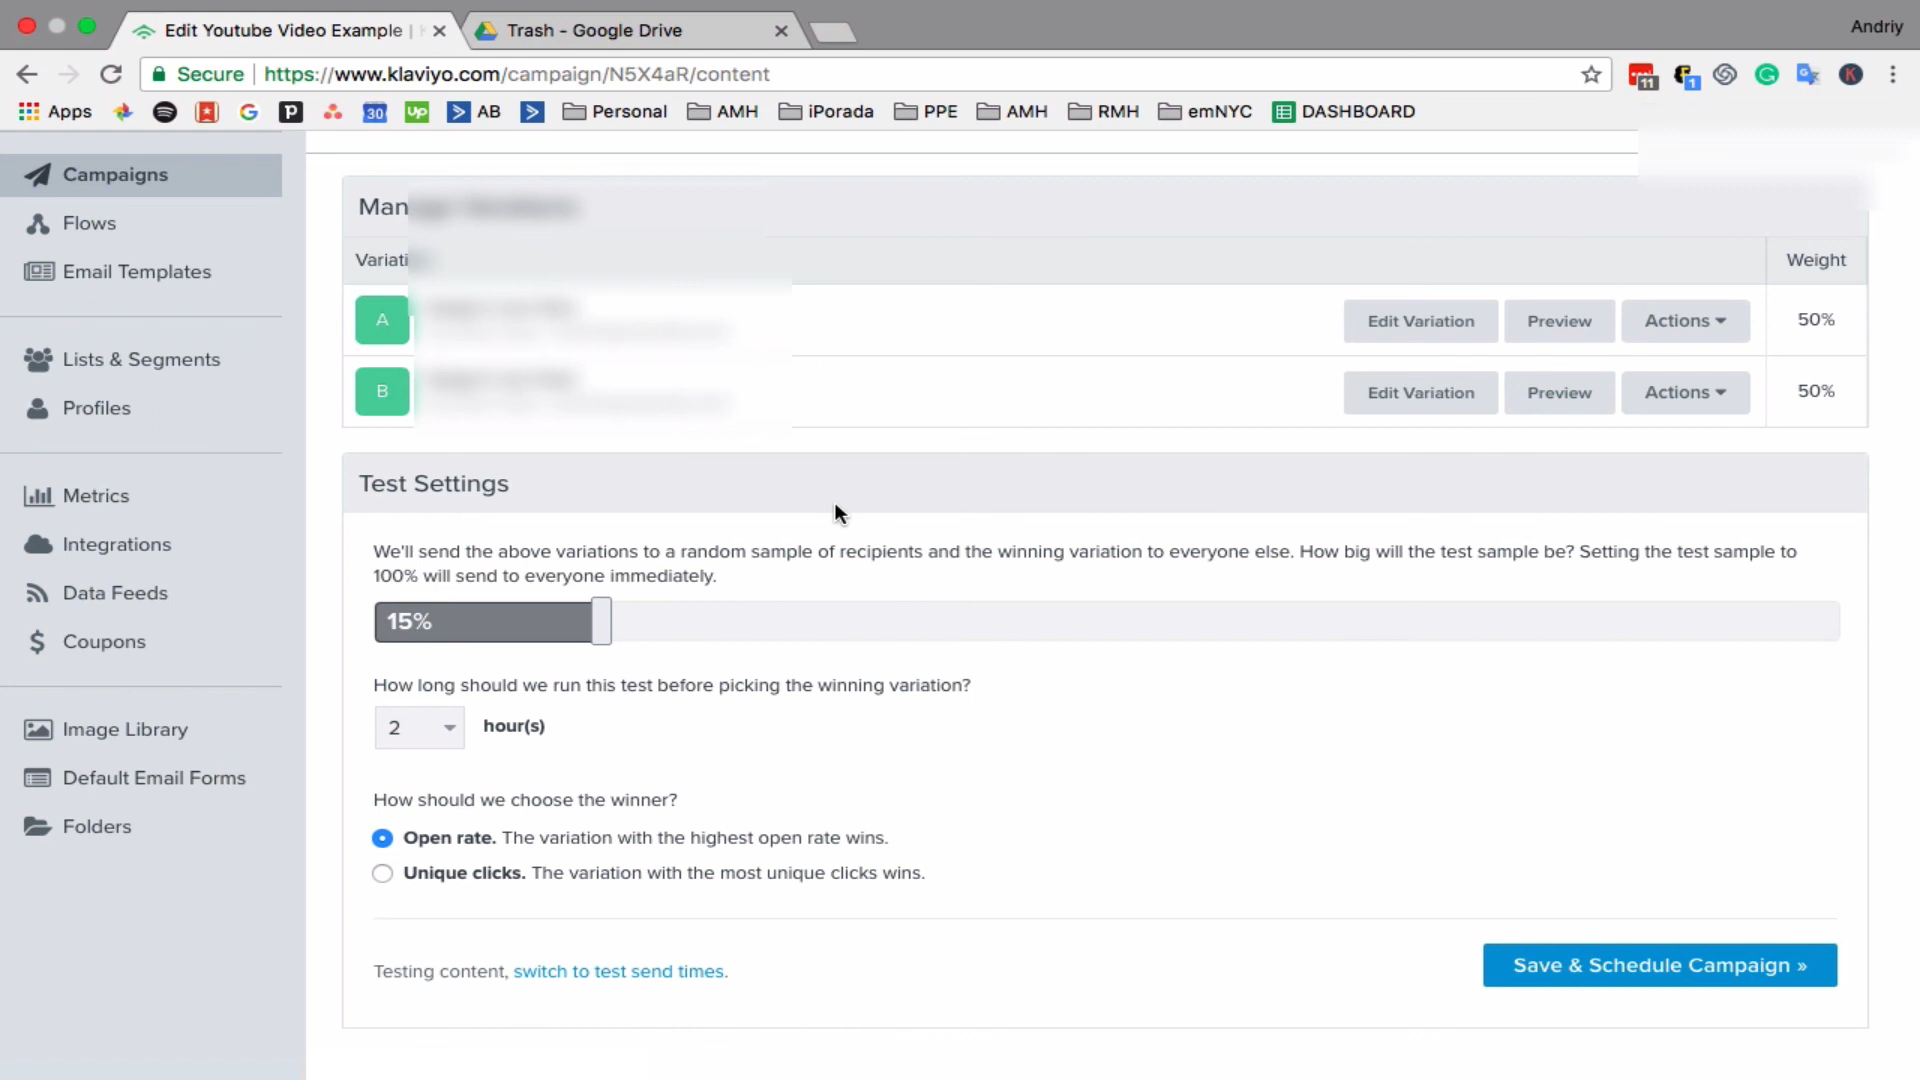 Edit Youtube Video Example |
Trash - Google Drive
Andriy
Secure
https://www.klaviyo.com/campaign/N5X4aR/content
11
1
K
Apps
30
up
AB
Personal
AMH
iPorada
PPE
AMH
RMH
emNYC
DASHBOARD
Campaigns
Flows
Email Templates
Lists & Segments
Profiles
Metrics
Integrations
Data Feeds
Coupons
Image Library
Default Email Forms
Folders
Weight
A
Edit Variation
Preview
Actions
50%
B
Edit Variation
Preview
Actions
50%
Test Settings
We'll send the above variations to a random sample of recipients and the winning variation to everyone else. How big will the test sample be? Setting the test sample to
100% will send to everyone immediately.
15%
How long should we run this test before picking the winning variation?
2 hour(s)
How should we choose the winner?
Open rate. The variation with the highest open rate wins.
Unique clicks. The variation with the most unique clicks wins.
Testing content, switch to test send times.
Save & Schedule Campaign »